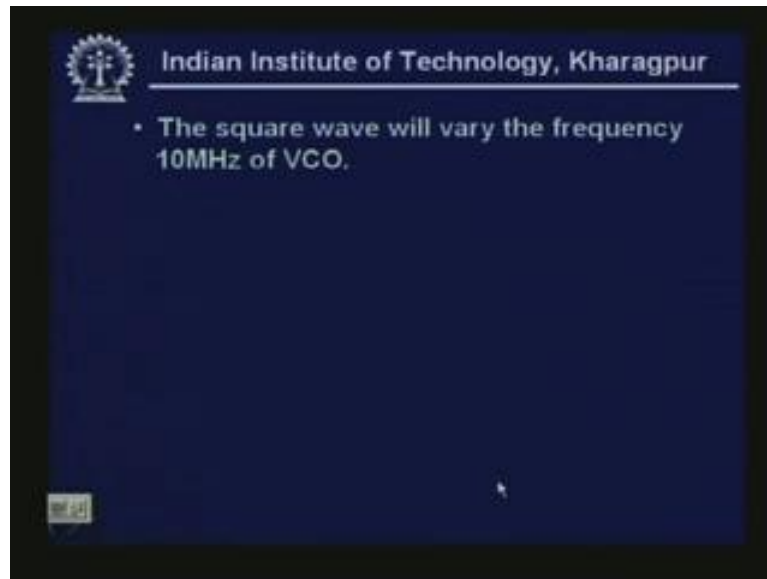 Indian Institute of Technology, Kharagpur
• The square wave will vary the frequency
10MHz of VCO.